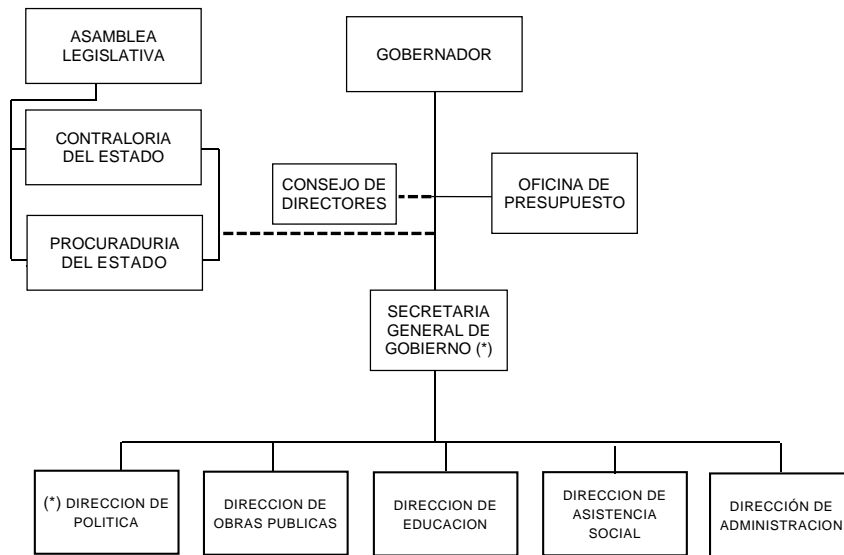 ASAMBLEA
LEGISLATIVA
GOBERNADOR
CONTRALORIA
DEL ESTADO
CONSEJO DE
DIRECTORES
OFICINA DE
PRESUPUESTO
PROCURADURIA
DEL ESTADO
SECRETARIA
GENERAL DE
GOBIERNO (*)
(*) DIRECCION DE
POLITICA
DIRECCION DE
OBRAS PUBLICAS
DIRECCION DE
EDUCACION
DIRECCION DE
ASISTENCIA
SOCIAL
DIRECCIÓN DE
ADMINISTRACION